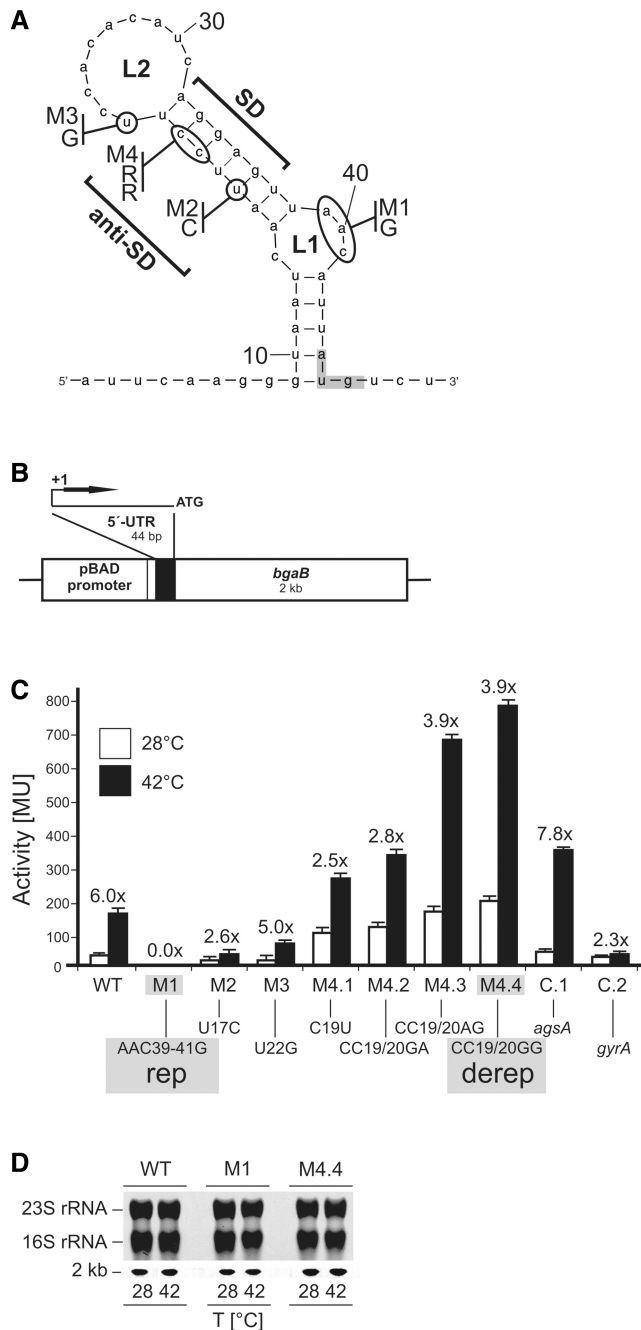 A
c a c a u c
30
a
c
c
L2
SD
M3
G
u u a
c g
M4
R
R
c g
u a
anti-SD
M2
C
u g
a u
a u
40
a
a
c
M1
G
L1
c
u a
a u
a u
10 u a
5' a u u c a a g g g g u g u c u 3'
B
+1
ATG
5´-UTR
44 bp
pBAD
promoter
bgaB
2 kb
C
Activity [MU]
800
700
600
500
400
300
200
100
0
28°C
42°C
6.0x
0.0x
2.6x
5.0x
2.5x
2.8x
3.9x
3.9x
7.8x
2.3x
WT M1 M2 M3 M4.1 M4.2 M4.3 M4.4 C.1 C.2
U17C C19U CC19/20AG agsA
AAC39-41G U22G CC19/20GA CC19/20GG gyrA
rep derep
D
WT M1 M4.4
23S rRNA
16S rRNA
2 kb
28 42 28 42 28 42
T [°C]